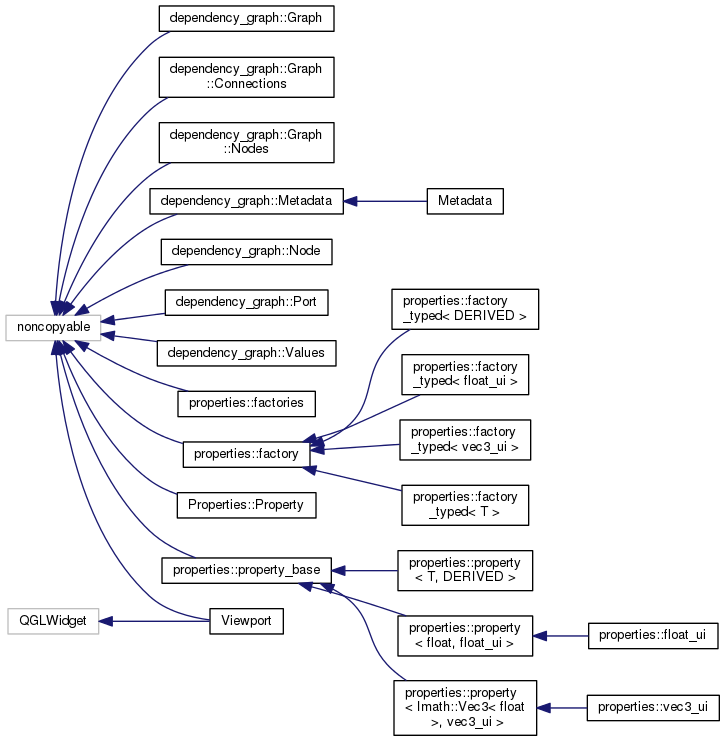 dependency_graph::Graph
dependency_graph::Graph
::Connections
dependency_graph::Graph
::Nodes
dependency_graph::Metadata
Metadata
dependency_graph::Node
dependency_graph::Port
noncopyable
dependency_graph::Values
properties::factories
properties::factory
properties::factory
_typed< DERIVED >
properties::factory
_typed< float_ui >
properties::factory
_typed< vec3_ui >
properties::factory
_typed< T >
Properties::Property
properties::property_base
properties::property
< T, DERIVED >
QGLWidget
Viewport
properties::property
< float, float_ui >
properties::float_ui
properties::property
< Imath::Vec3< float
>, vec3_ui >
properties::vec3_ui